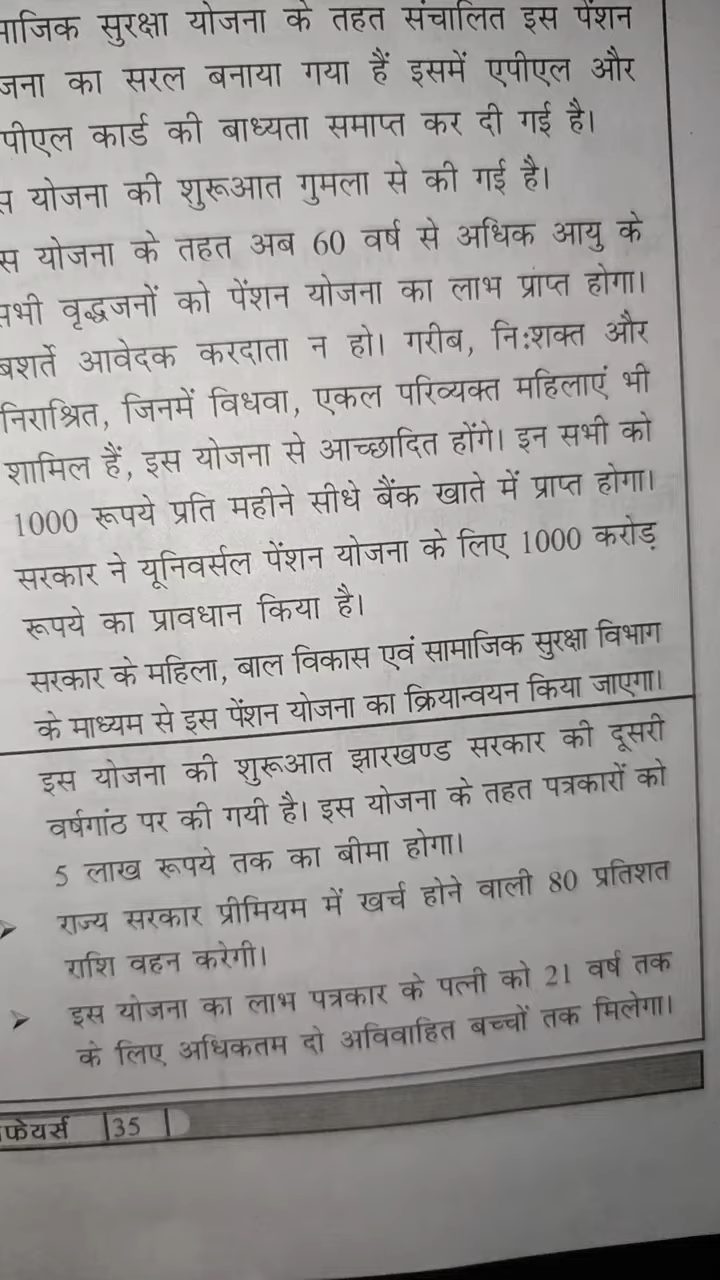 माजिक सुरक्षा योजना के तहत संचालित इस पेंशन
जना का सरल बनाया गया हैं इसमें एपीएल और
पीएल कार्ड की बाध्यता समाप्त कर दी गई है।
स योजना की शुरूआत गुमला से की गई है।
स योजना के तहत अब 60 वर्ष से अधिक आयु के
सभी वृद्धजनों को पेंशन योजना का लाभ प्राप्त होगा।
बशर्ते आवेदक करदाता न हो। गरीब, नि:शक्त और
निराश्रित, जिनमें विधवा, एकल परिव्यक्त महिलाएं भी
शामिल हैं, इस योजना से आच्छादित होंगे। इन सभी को
1000 रूपये प्रति महीने सीधे बैंक खाते में प्राप्त होगा।
सरकार ने यूनिवर्सल पेंशन योजना के लिए 1000 करोड़
रूपये का प्रावधान किया है।
सरकार के महिला, बाल विकास एवं सामाजिक सुरक्षा विभाग
के माध्यम से इस पेंशन योजना का क्रियान्वयन किया जाएगा।
इस योजना की शुरूआत झारखण्ड सरकार की दूसरी
वर्षगांठ पर की गयी है। इस योजना के तहत पत्रकारों को
5 लाख रूपये तक का बीमा होगा।
➤ राज्य सरकार प्रीमियम में खर्च होने वाली 80 प्रतिशत
राशि वहन करेगी।
➤ इस योजना का लाभ पत्रकार के पत्नी को 21 वर्ष तक
के लिए अधिकतम दो अविवाहित बच्चों तक मिलेगा।
फेयर्स |35|